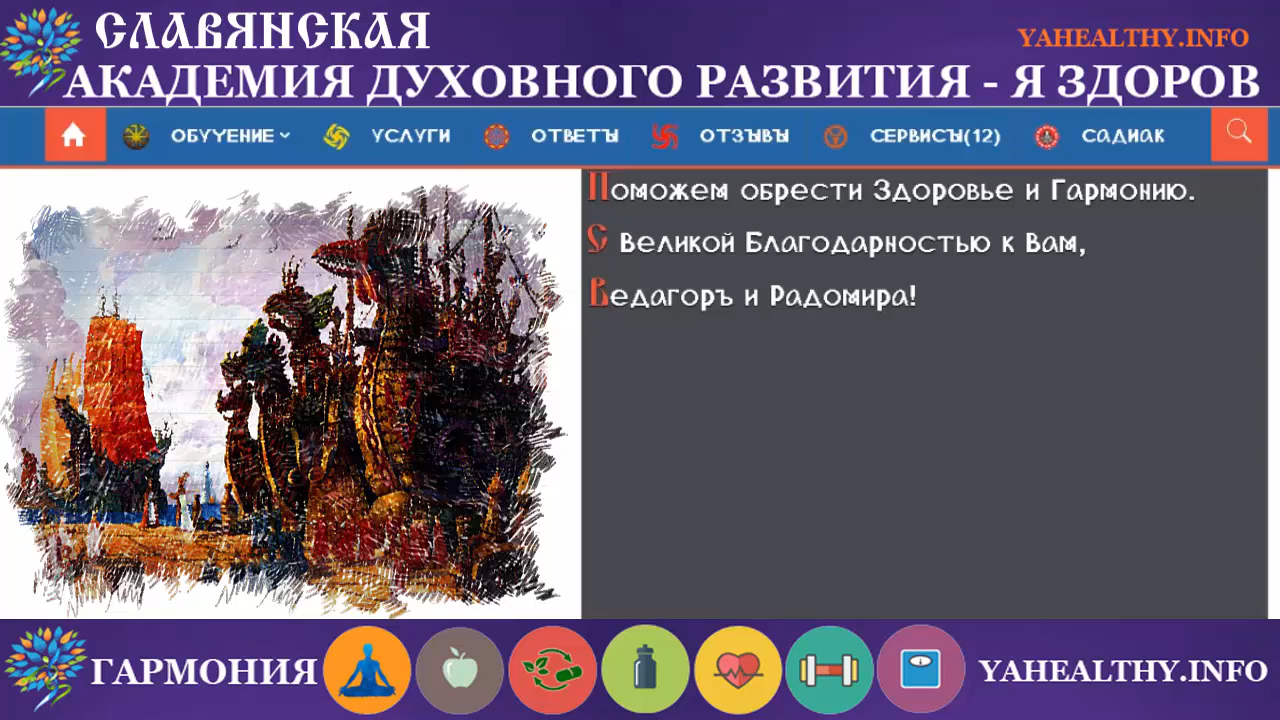 СЛАВЯНСКАЯ
YAHEALTHY.INFO
АКАДЕМИЯ ДУХОВНОГО РАЗВИТИЯ - Я ЗДОРОВ
ОБУЧЕНИЕ УСЛУГИ ОТВЕТЫ ОТЗЫВЫ СЕРВИСЫ(12) САДИАК
Поможем обрести Здоровье и Гармонию.
С Великой Благодарностью к Вам,
Ведагоръ и Радомира!
ГАРМОНИЯ
YAHEALTHY.INFO